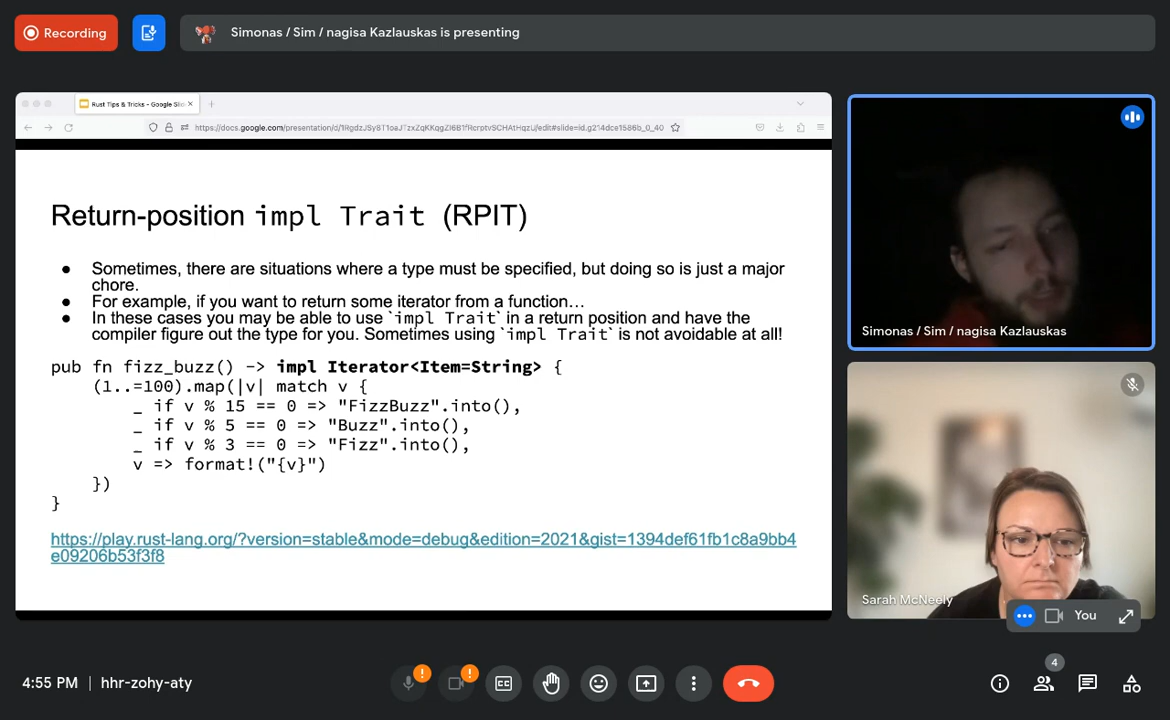 Recording
Simonas / Sim / nagisa Kazlauskas is presenting
Rust Tips & Tricks - Google Sli
Return-position impl Trait (RPIT)
● Sometimes, there are situations where a type must be specified, but doing so is just a major
chore.
● For example, if you want to return some iterator from a function…
● In these cases you may be able to use `impl Trait` in a return position and have the
compiler figure out the type for you. Sometimes using `impl Trait` is not avoidable at all!
pub fn fizz_buzz() -> impl Iterator<Item=String> {
(1..=100).map(|v| match v {
_ if v % 15 == 0 => "FizzBuzz".into(),
_ if v % 5 == 0 => "Buzz".into(),
_ if v % 3 == 0 => "Fizz".into(),
v => format!("{v}")
})
}
https://play.rust-lang.org/?version=stable&mode=debug&edition=2021&gist=1394def61fb1c8a9bb4
e09206b53f3f8
Simonas / Sim / nagisa Kazlauskas
Sarah McNeely
You
4:55 PM | hhr-zohy-aty
4